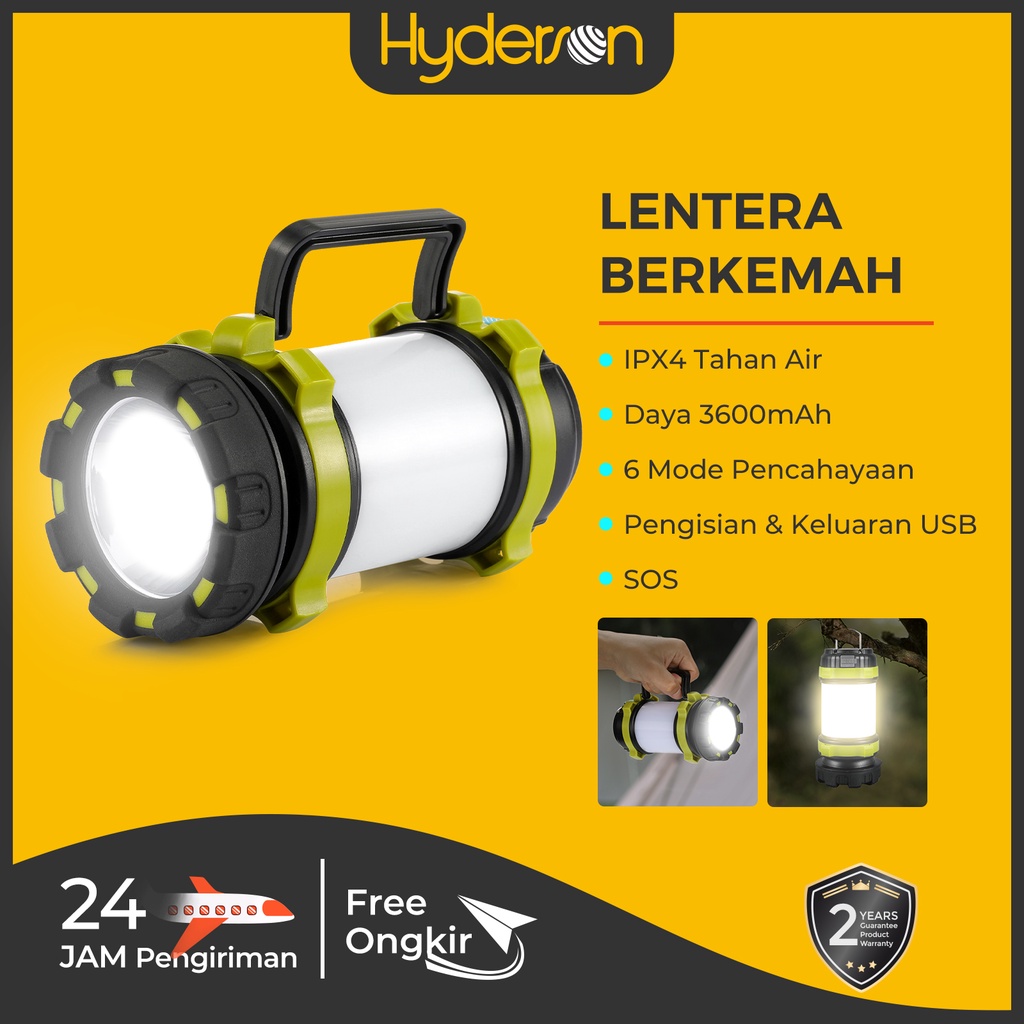 Hyderson
LENTERA
BERKEMAH
IPX4 Tahan Air
Daya 3600mAh
6 Mode Pencahayaan
Pengisian & Keluaran USB
SOS
24
JAM Pengiriman
Free
Ongkir
2 YEARS
Guarantee
Product
Warranty